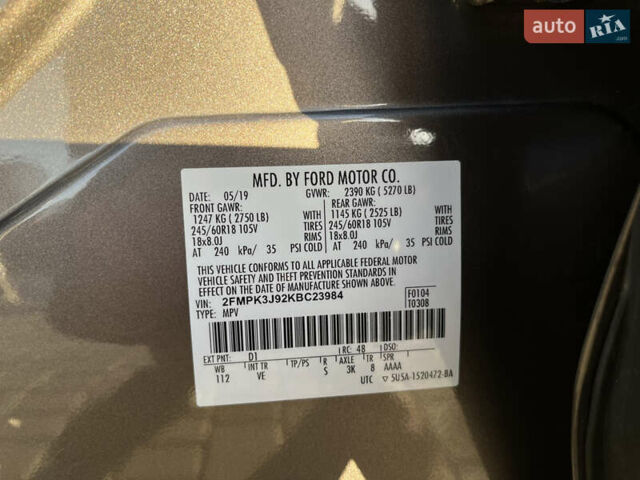 auto RIA .com
MFD. BY FORD MOTOR CO.
DATE: 05/19 GVWR: 2390 KG ( 5270 LB)
FRONT GAWR: REAR GAWR:
1247 KG ( 2750 LB) WITH 1145 KG ( 2525 LB) WITH
245/60R18 105V TIRES 245/60R18 105V TIRES
18x8.0J RIMS 18x8.0J RIMS
AT 240 kPa/ 35 PSI COLD AT 240 kPa/ 35 PSI COLD
THIS VEHICLE CONFORMS TO ALL APPLICABLE FEDERAL MOTOR
VEHICLE SAFETY AND THEFT PREVENTION STANDARDS IN
EFFECT ON THE DATE OF MANUFACTURE SHOWN ABOVE.
VIN: 2FMPK3J92KBC23984 F0104
TYPE: MPV T0308
EXT PNT: D1 RC: 48 DSO:
WB INT TR TP/PS R AXLE TR SPR
112 VE S 3K 8 AAAA
UTC ▽ 5USA-1520472-BA